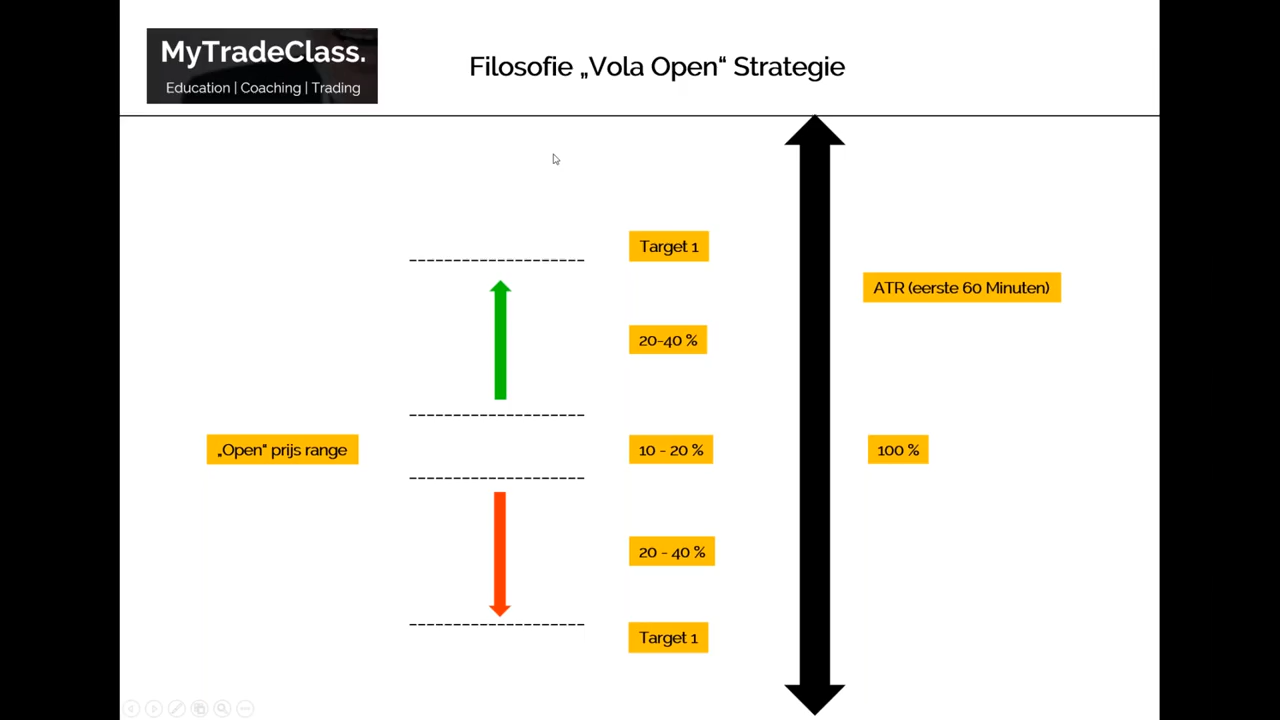 MyTradeClass.
Education | Coaching | Trading
Filosofie „Vola Open“ Strategie
Target 1
ATR (eerste 60 Minuten)
20-40 %
„Open“ prijs range
10 - 20 %
100 %
20 - 40 %
Target 1